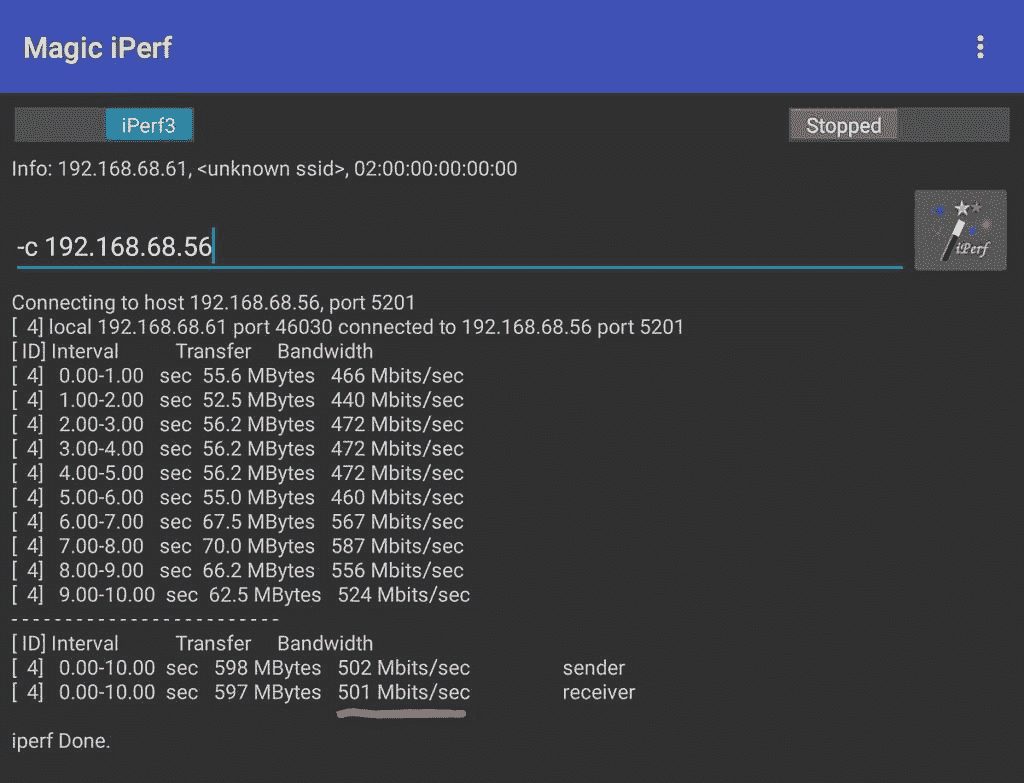 Magic iPerf
iPerf3 Stopped
Info: 192.168.68.61, <unknown ssid>, 02:00:00:00:00:00
iPerf
-c 192.168.68.56
Connecting to host 192.168.68.56, port 5201
[ 4] local 192.168.68.61 port 46030 connected to 192.168.68.56 port 5201
[ ID] Interval Transfer Bandwidth
[ 4] 0.00-1.00 sec 55.6 MBytes 466 Mbits/sec
[ 4] 1.00-2.00 sec 52.5 MBytes 440 Mbits/sec
[ 4] 2.00-3.00 sec 56.2 MBytes 472 Mbits/sec
[ 4] 3.00-4.00 sec 56.2 MBytes 472 Mbits/sec
[ 4] 4.00-5.00 sec 56.2 MBytes 472 Mbits/sec
[ 4] 5.00-6.00 sec 55.0 MBytes 460 Mbits/sec
[ 4] 6.00-7.00 sec 67.5 MBytes 567 Mbits/sec
[ 4] 7.00-8.00 sec 70.0 MBytes 587 Mbits/sec
[ 4] 8.00-9.00 sec 66.2 MBytes 556 Mbits/sec
[ 4] 9.00-10.00 sec 62.5 MBytes 524 Mbits/sec
- - - - - - - - - - - - - - - - - - - - - - - - -
[ ID] Interval Transfer Bandwidth
[ 4] 0.00-10.00 sec 598 MBytes 502 Mbits/sec sender
[ 4] 0.00-10.00 sec 597 MBytes 501 Mbits/sec receiver
iperf Done.